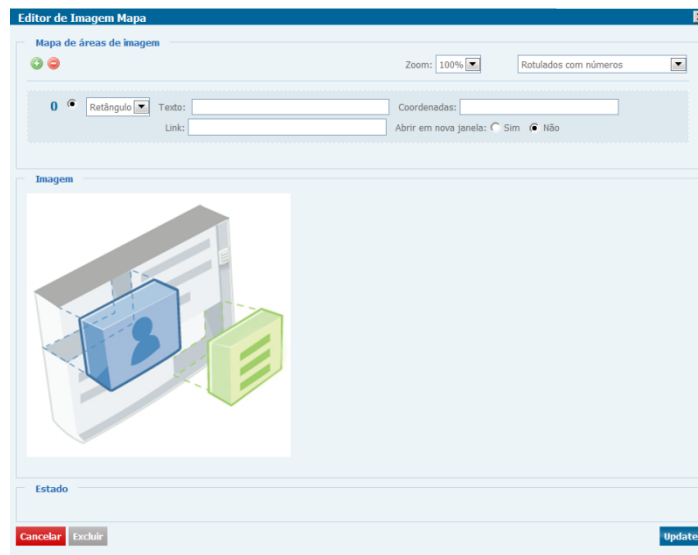 Editor de Imagem Mapa
Mapa de áreas de imagem
Zoom: 100% Rotulados com números
0 Retângulo Texto: Coordenadas:
Link: Abrir em nova janela: Sim Não
Imagem
Estado
Cancelar Excluir Update